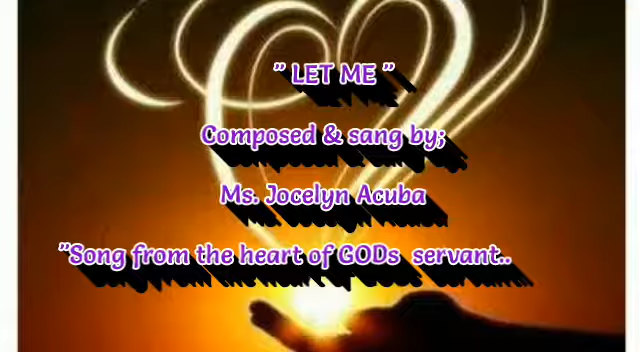 " LET ME "
Composed & sang by;
Ms. Jocelyn Acuba
"Song from the heart of GODs servant..